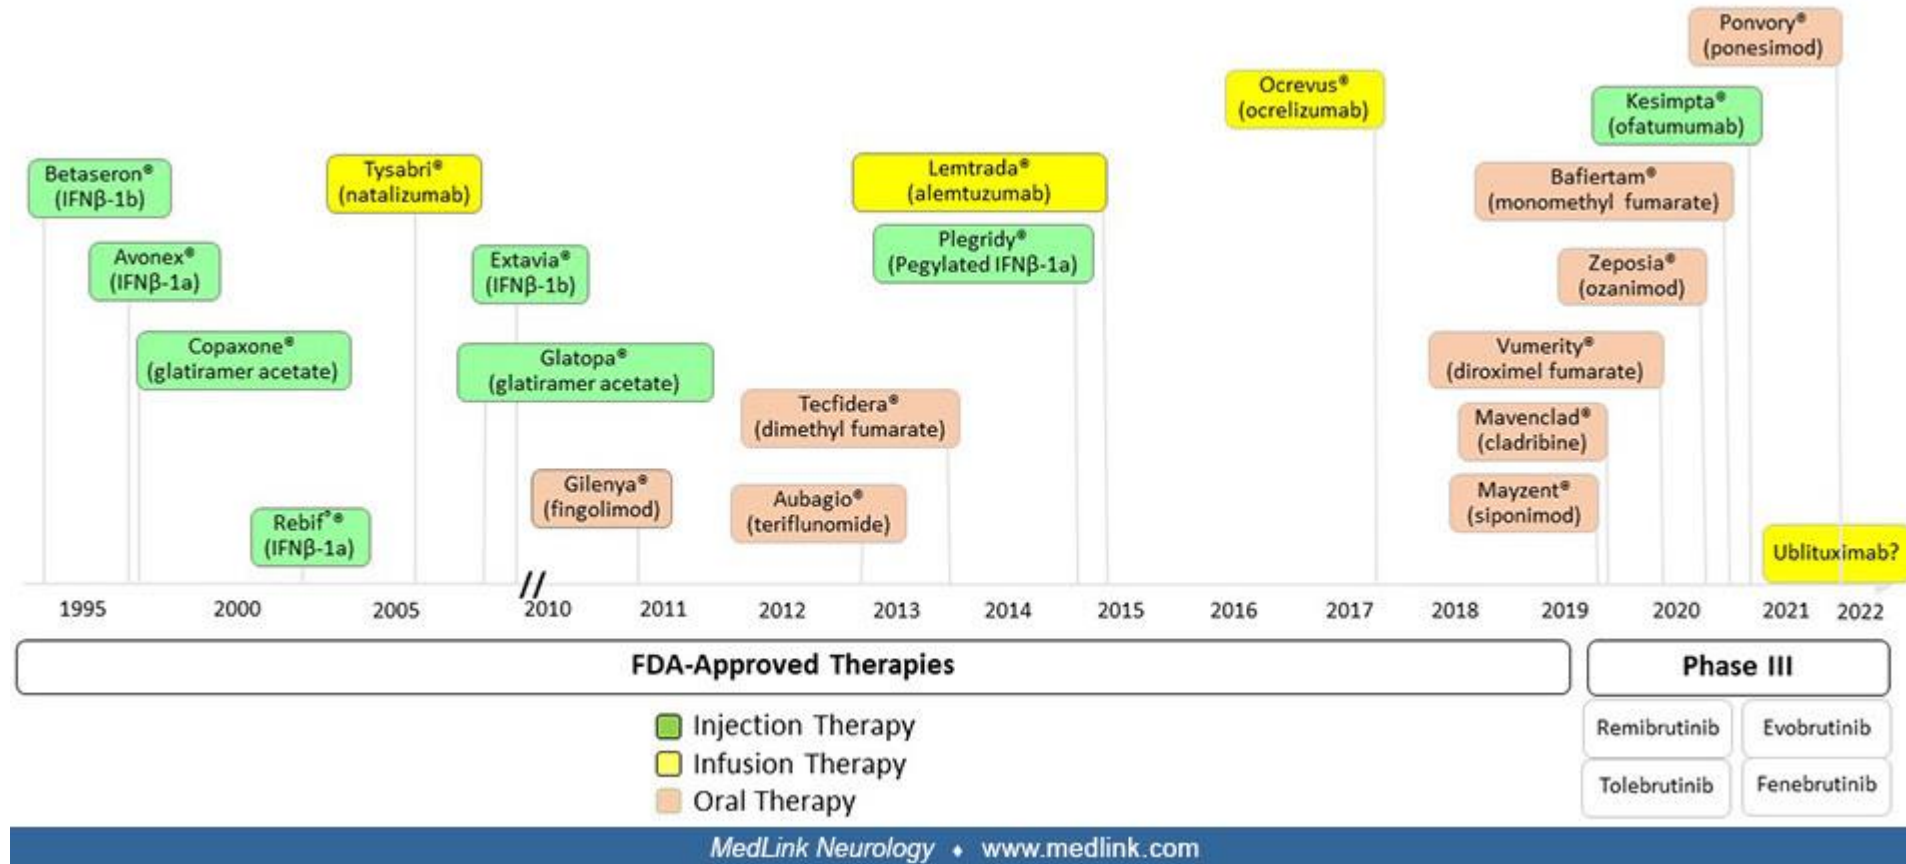 Ponvory®
(ponesimod)
Ocrevus®
(ocrelizumab)
Kesimpta®
(ofatumumab)
Betaseron®
(IFNβ-1b)
Tysabri®
(natalizumab)
Lemtrada®
(alemtuzumab)
Bafiertam®
(monomethyl fumarate)
Avonex®
(IFNβ-1a)
Extavia®
(IFNβ-1b)
Plegridy®
(Pegylated IFNβ-1a)
Zeposia®
(ozanimod)
Copaxone®
(glatiramer acetate)
Glatopa®
(glatiramer acetate)
Vumerity®
(diroximel fumarate)
Tecfidera®
(dimethyl fumarate)
Mavenclad®
(cladribine)
Gilenya®
(fingolimod)
Aubagio®
(teriflunomide)
Mayzent®
(siponimod)
Rebif°®
(IFNβ-1a)
Ublituximab?
//
1995 2000 2005 2010 2011 2012 2013 2014 2015 2016 2017 2018 2019 2020 2021 2022
FDA-Approved Therapies
Phase III
Injection Therapy
Infusion Therapy
Oral Therapy
Remibrutinib Evobrutinib
Tolebrutinib Fenebrutinib
MedLink Neurology ♦ www.medlink.com